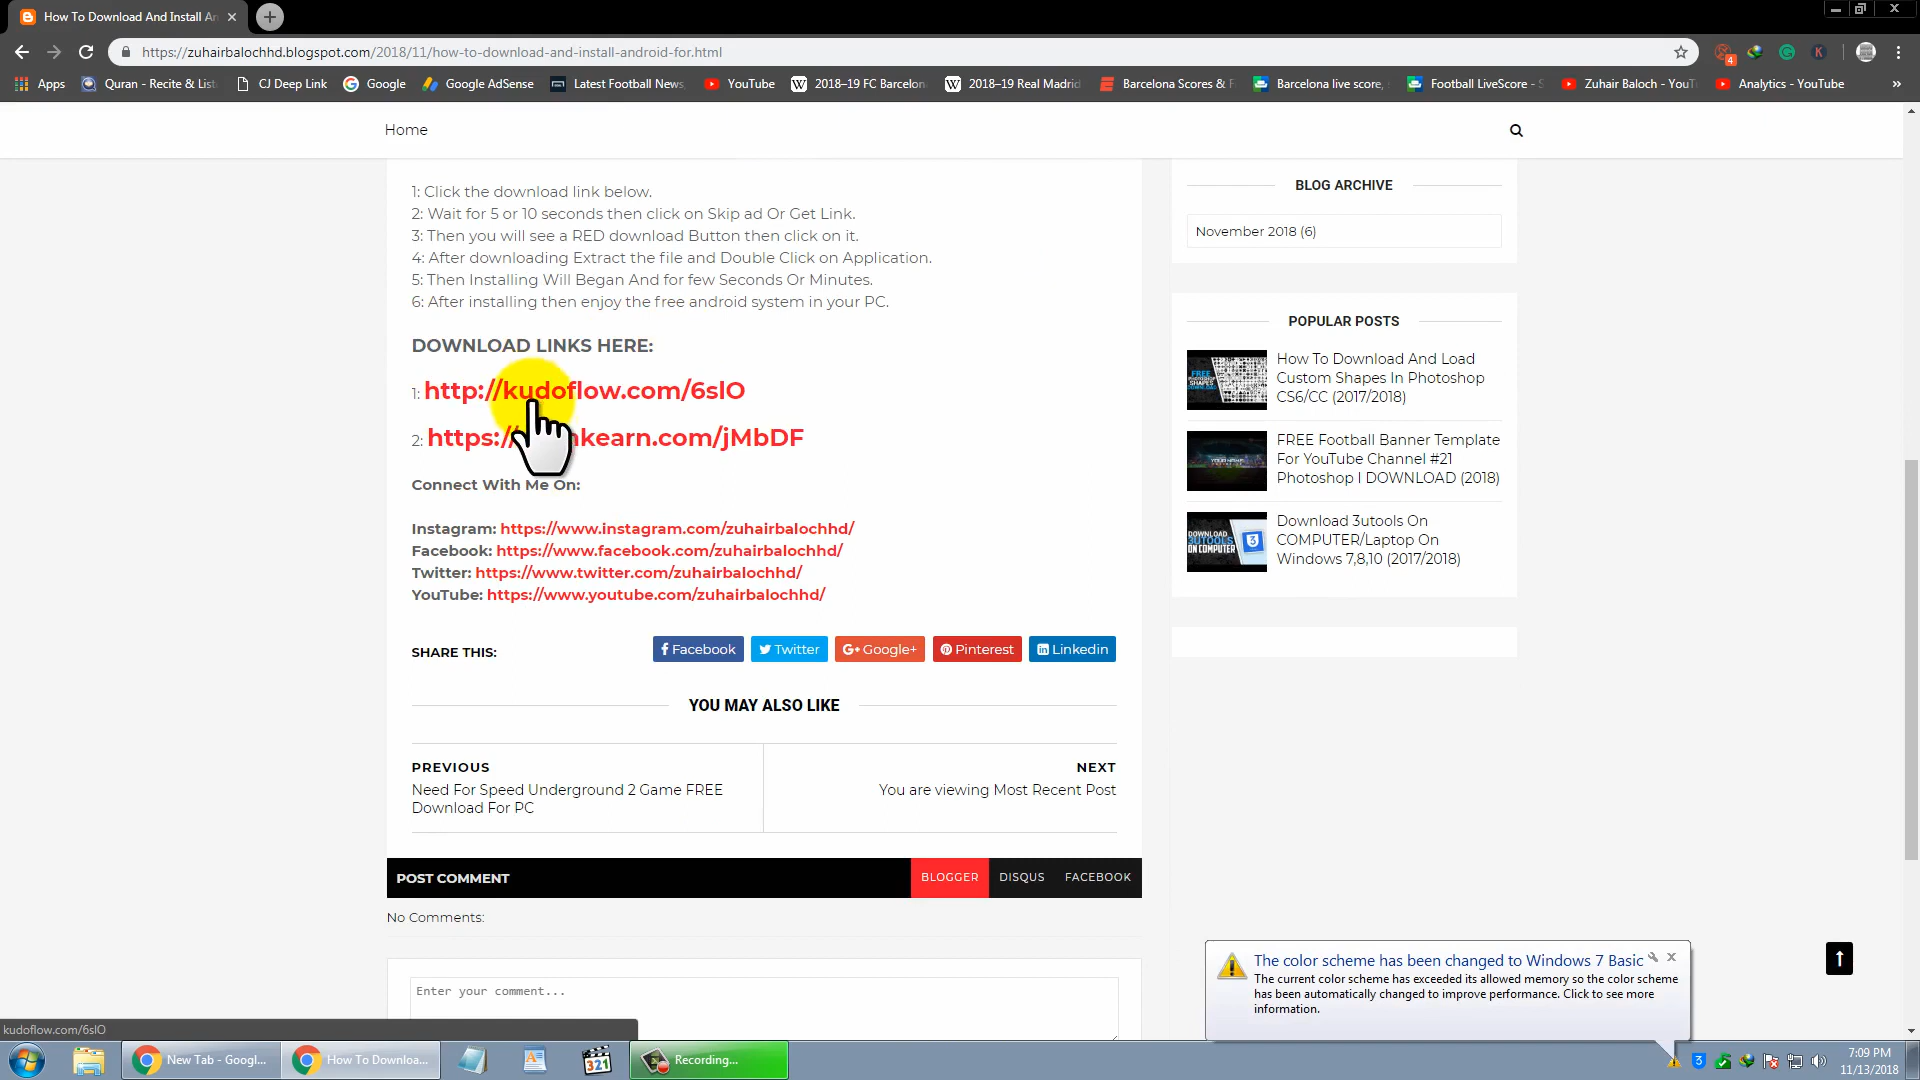 How To Download And Install An
https://zuhairbalochhd.blogspot.com/2018/11/how-to-download-and-install-android-for.html
4
K
Apps
Quran - Recite & List
CJ Deep Link
Google
Google AdSense
Latest Football News,
YouTube
2018–19 FC Barcelon
2018–19 Real Madrid
Barcelona Scores & F
Barcelona live score,
Football LiveScore - S
Zuhair Baloch - YouT
Analytics - YouTube
»
Home
1: Click the download link below.
2: Wait for 5 or 10 seconds then click on Skip ad Or Get Link.
3: Then you will see a RED download Button then click on it.
4: After downloading Extract the file and Double Click on Application.
5: Then Installing Will Began And for few Seconds Or Minutes.
6: After installing then enjoy the free android system in your PC.
DOWNLOAD LINKS HERE:
1: http://kudoflow.com/6slO
2: https:// kearn.com/jMbDF
Connect With Me On:
Instagram: https://www.instagram.com/zuhairbalochhd/
Facebook: https://www.facebook.com/zuhairbalochhd/
Twitter: https://www.twitter.com/zuhairbalochhd/
YouTube: https://www.youtube.com/zuhairbalochhd/
SHARE THIS:
Facebook
Twitter
Google+
Pinterest
Linkedin
YOU MAY ALSO LIKE
PREVIOUS
Need For Speed Underground 2 Game FREE
Download For PC
NEXT
You are viewing Most Recent Post
POST COMMENT
BLOGGER
DISQUS
FACEBOOK
No Comments:
Enter your comment...
BLOG ARCHIVE
November 2018 (6)
POPULAR POSTS
How To Download And Load
Custom Shapes In Photoshop
CS6/CC (2017/2018)
FREE Football Banner Template
For YouTube Channel #21
Photoshop I DOWNLOAD (2018)
DOWNLOAD
3UTOOLS
ON COMPUTER
Download 3utools On
COMPUTER/Laptop On
Windows 7,8,10 (2017/2018)
The color scheme has been changed to Windows 7 Basic
The current color scheme has exceeded its allowed memory so the color scheme
has been automatically changed to improve performance. Click to see more
information.
kudoflow.com/6slO
New Tab - Googl...
How To Downloa...
321
Recording...
7:09 PM
11/13/2018